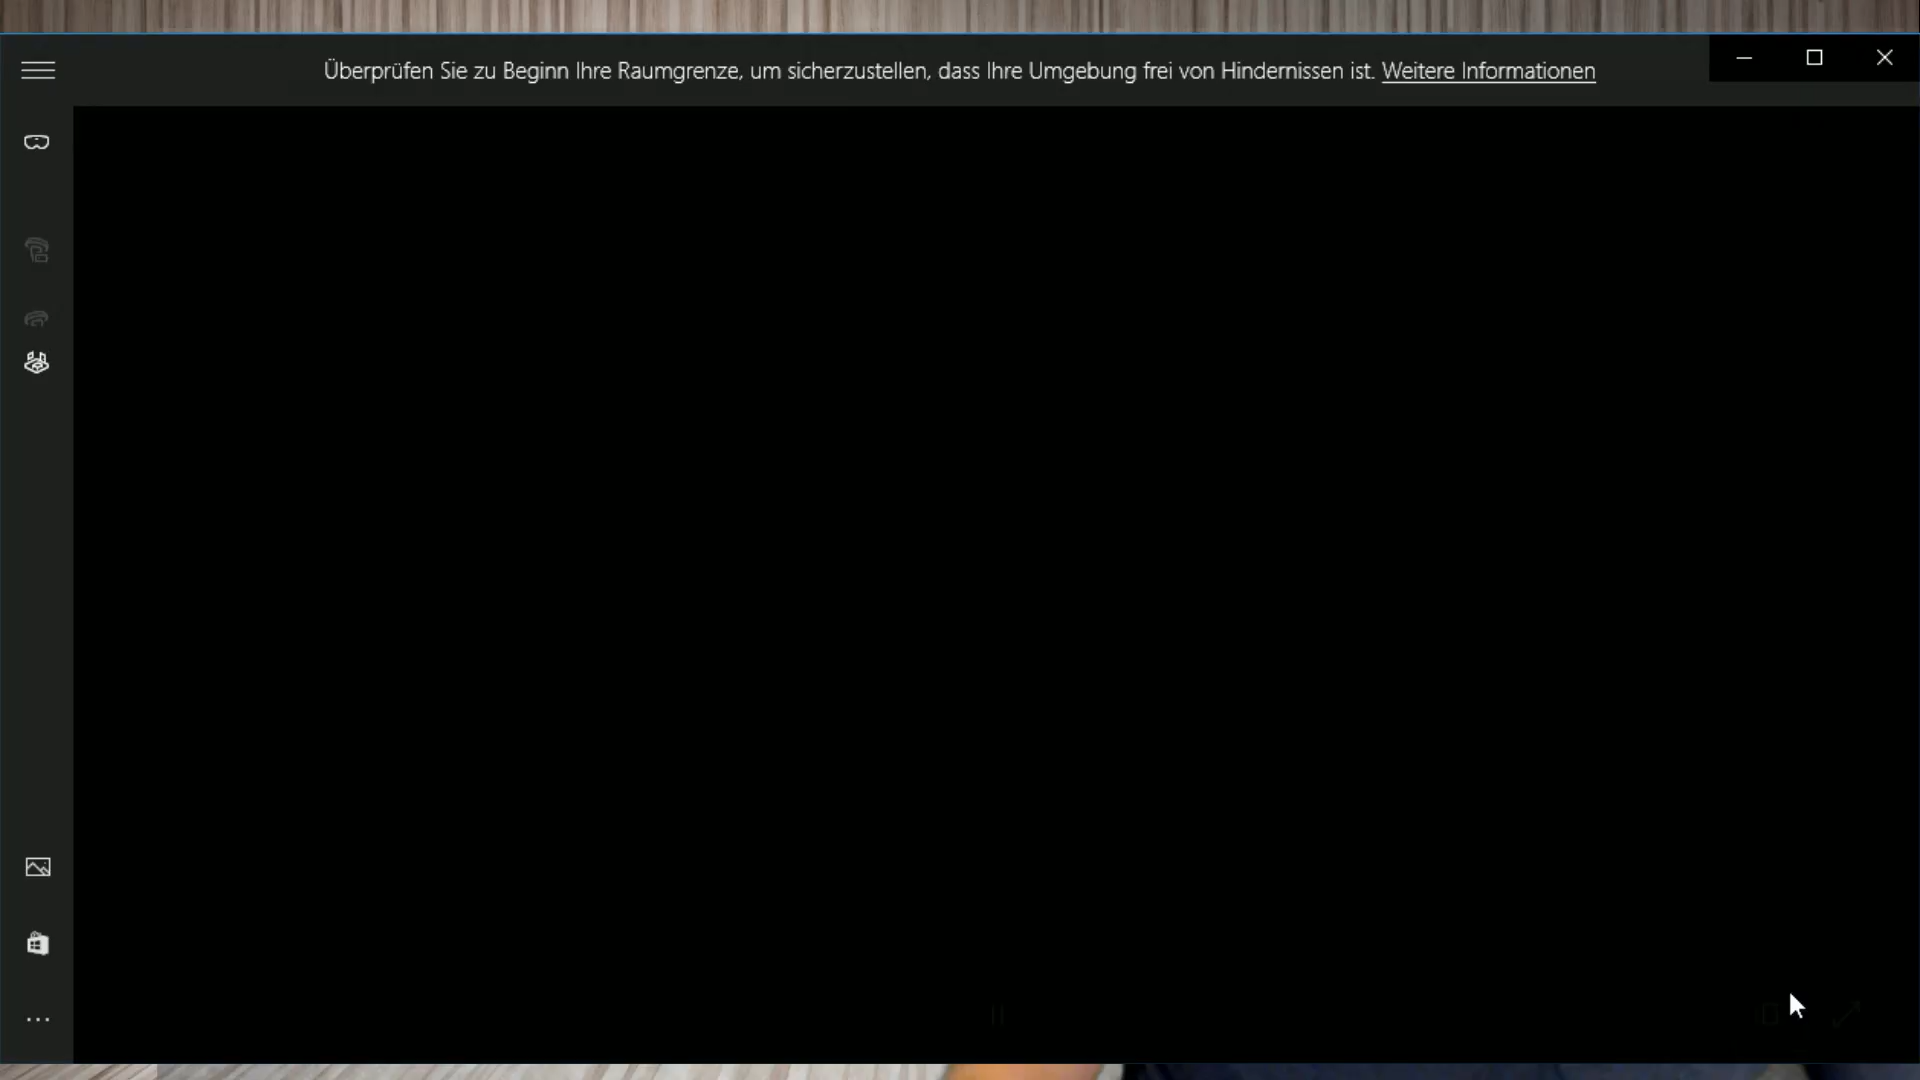 Überprüfen Sie zu Beginn Ihre Raumgrenze, um sicherzustellen, dass Ihre Umgebung frei von Hindernissen ist. Weitere Informationen